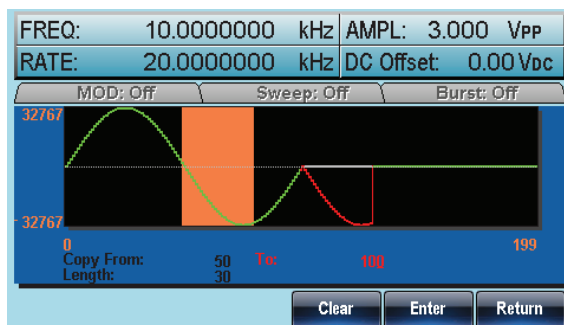 FREQ: 10.0000000 kHz AMPL: 3.000 VPP
RATE: 20.0000000 kHz DC Offset: 0.00 VDC
MOD: Off Sweep: Off Burst: Off
32767
- 32767
0 199
Copy From: 50 To: 100
Length: 30
Clear Enter Return